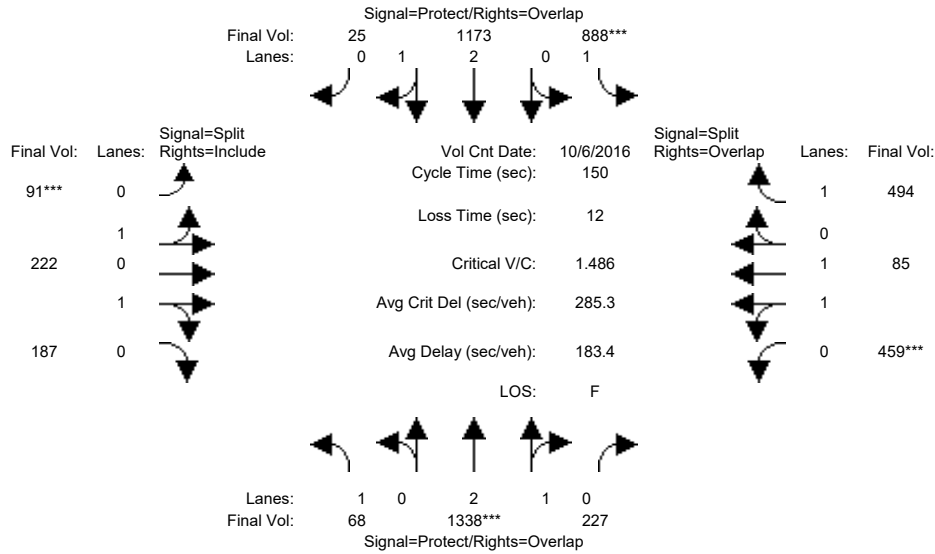 Signal=Protect/Rights=Overlap
Final Vol: 25 1173 888***
Lanes: 0 1 2 0 1
Signal=Split
Final Vol: Lanes: Rights=Include
Vol Cnt Date: 10/6/2016
Signal=Split
Rights=Overlap Lanes: Final Vol:
Cycle Time (sec): 150
91*** 0
1 494
Loss Time (sec): 12
1
0
222 0
Critical V/C: 1.486
1 85
1
Avg Crit Del (sec/veh): 285.3
1
187 0
Avg Delay (sec/veh): 183.4
0 459***
LOS: F
Lanes: 1 0 2 1 0
Final Vol: 68 1338*** 227
Signal=Protect/Rights=Overlap